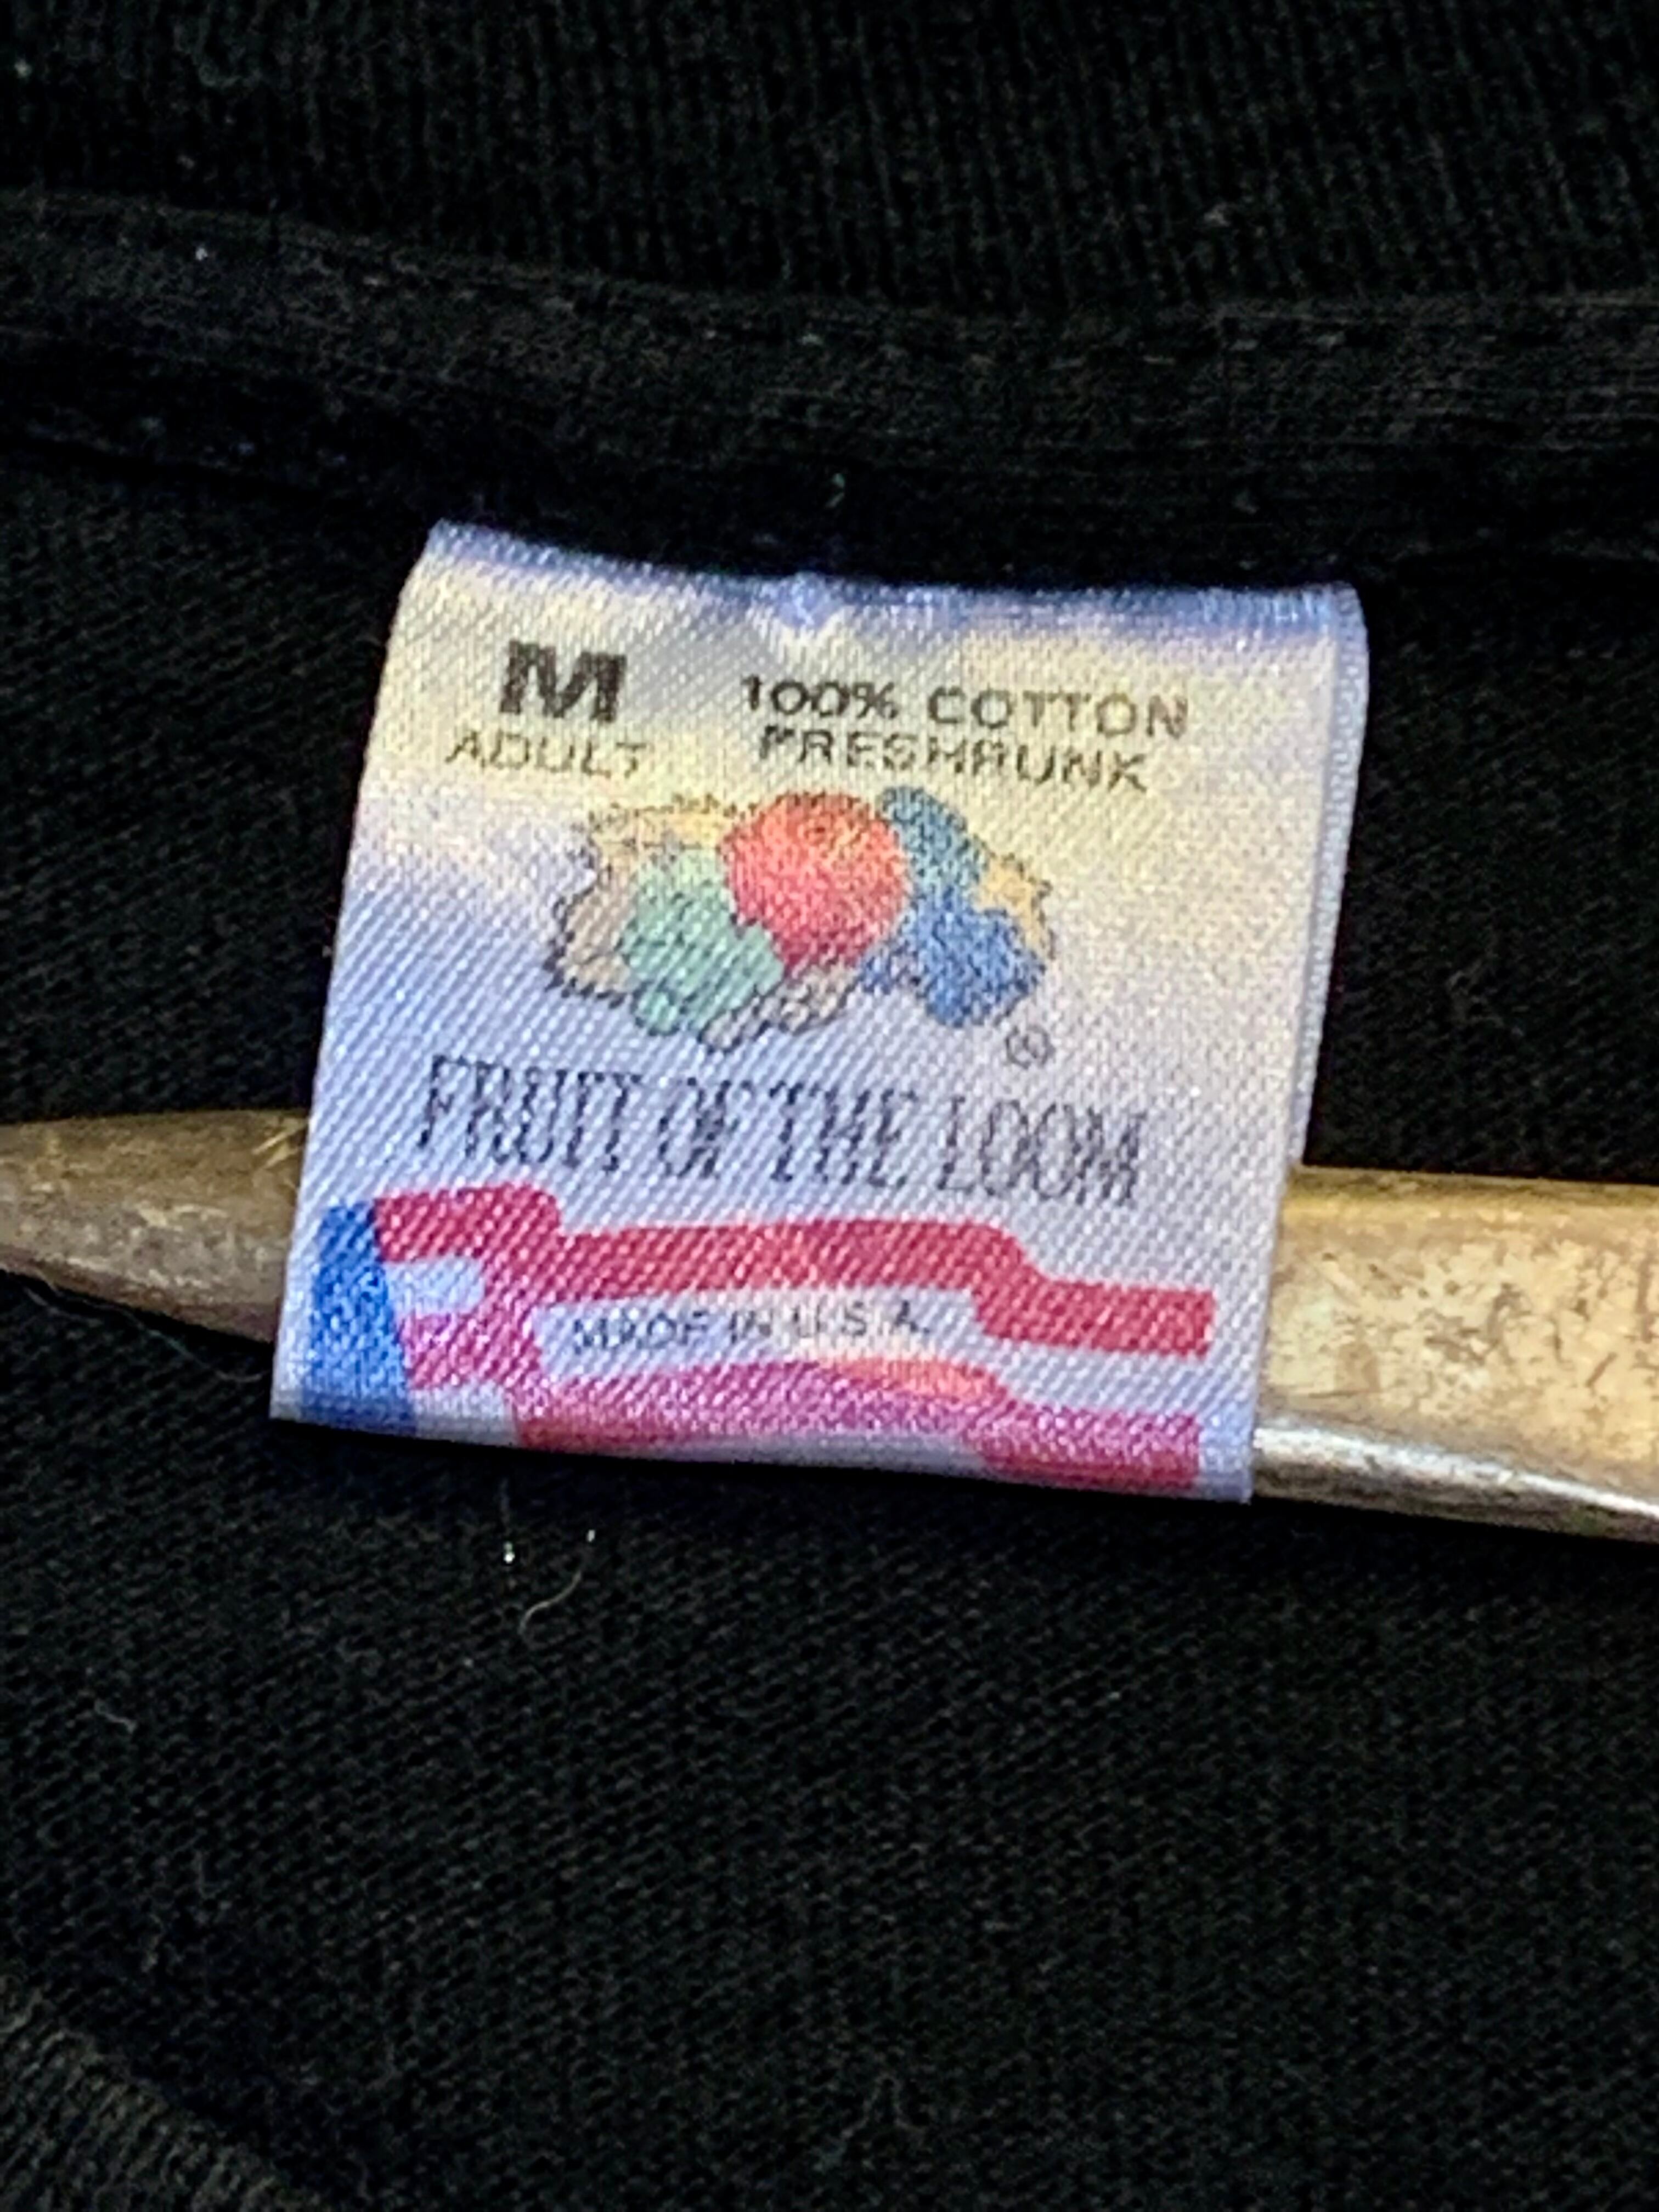 M
ADULT
100% COTTON
PRESHRUNK
®
FRUIT OF THE LOOM
MADE IN U.S.A.